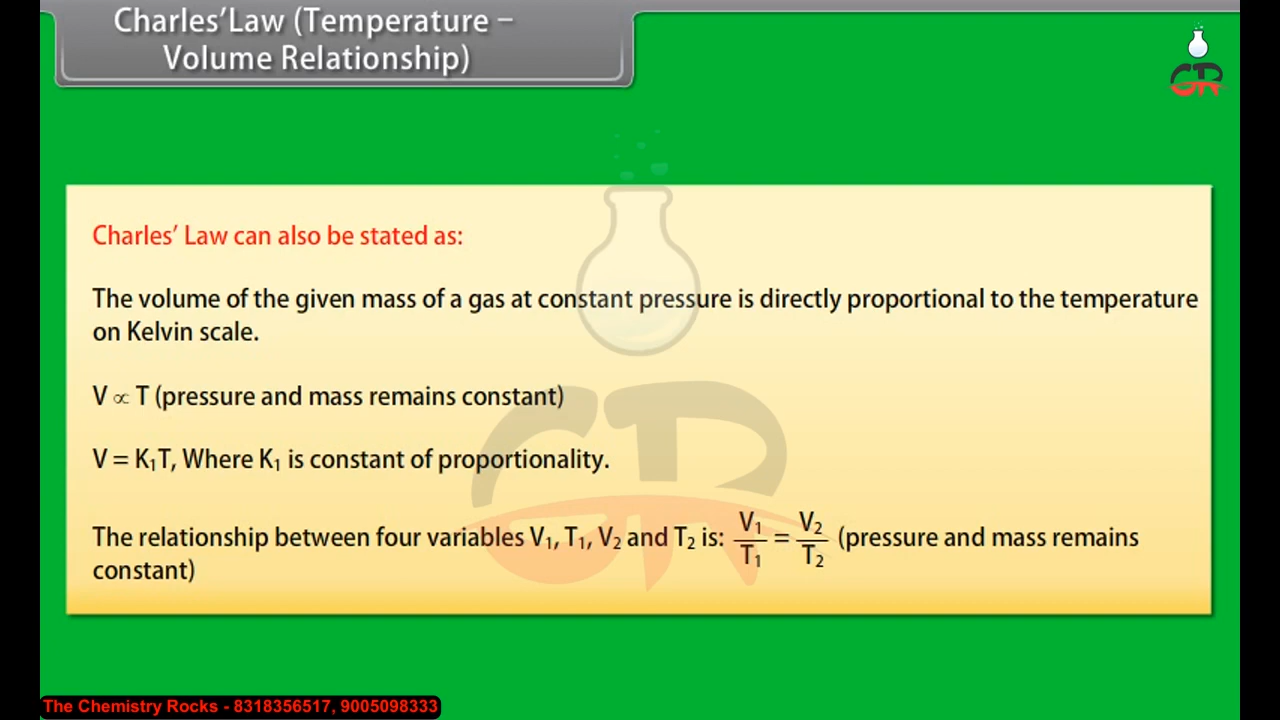 Charles’ Law (Temperature –
Volume Relationship)
GR
Charles’ Law can also be stated as:
The volume of the given mass of a gas at constant pressure is directly proportional to the temperature
on Kelvin scale.
V ∝ T (pressure and mass remains constant)
V = K₁T, Where K₁ is constant of proportionality.
The relationship between four variables V₁, T₁, V₂ and T₂ is: V₁/T₁ = V₂/T₂ (pressure and mass remains
constant)
The Chemistry Rocks - 8318356517, 9005098333